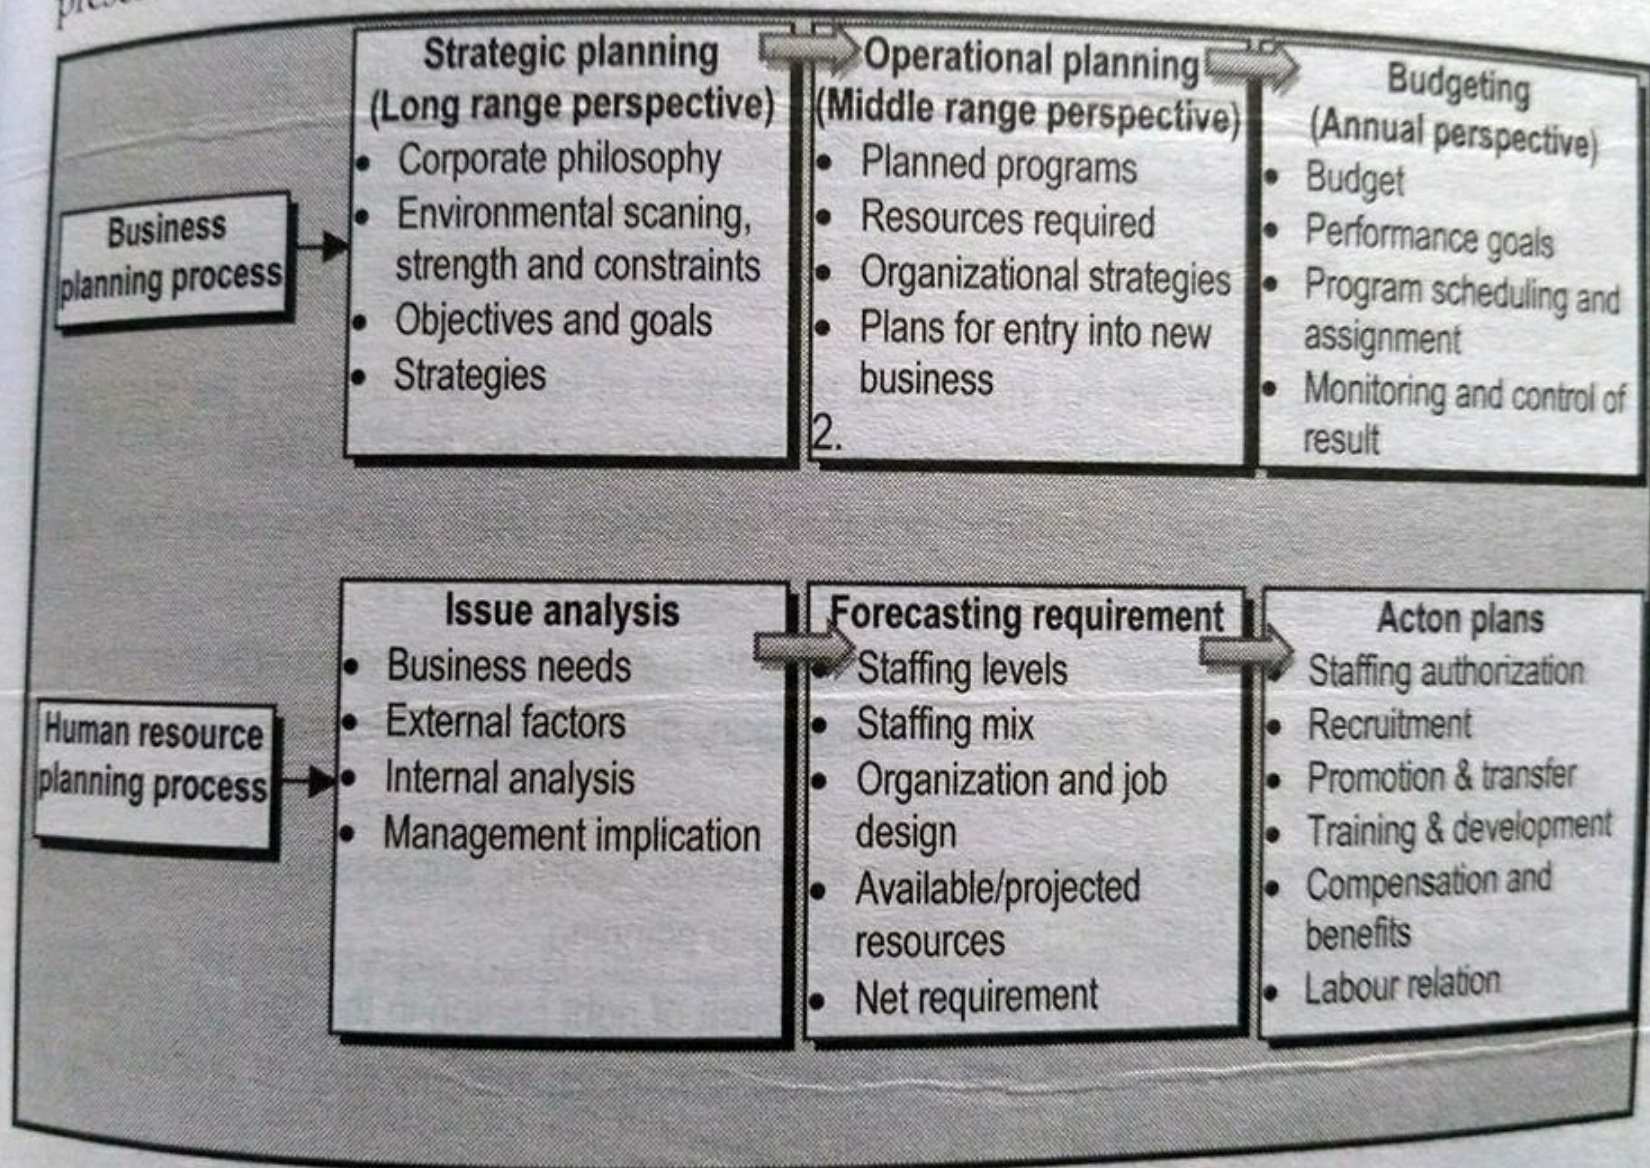 Business
planning process
Strategic planning
(Long range perspective)
• Corporate philosophy
• Environmental scaning,
strength and constraints
• Objectives and goals
• Strategies
Operational planning
(Middle range perspective)
• Planned programs
• Resources required
• Organizational strategies
• Plans for entry into new
business
2.
Budgeting
(Annual perspective)
• Budget
• Performance goals
• Program scheduling and
assignment
• Monitoring and control of
result
Human resource
planning process
Issue analysis
• Business needs
• External factors
• Internal analysis
• Management implication
Forecasting requirement
• Staffing levels
• Staffing mix
• Organization and job
design
• Available/projected
resources
• Net requirement
Acton plans
• Staffing authorization
• Recruitment
• Promotion & transfer
• Training & development
• Compensation and
benefits
• Labour relation